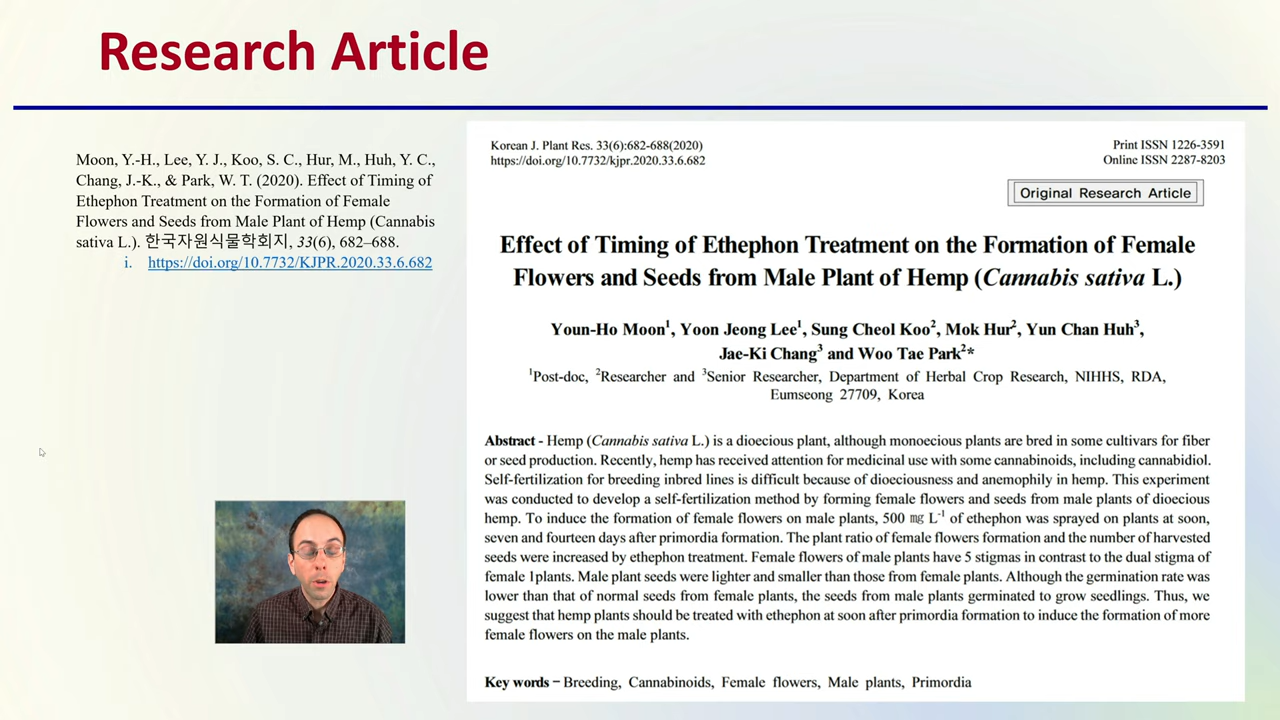 Research Article
Moon, Y.-H., Lee, Y. J., Koo, S. C., Hur, M., Huh, Y. C.,
Chang, J.-K., & Park, W. T. (2020). Effect of Timing of
Ethephon Treatment on the Formation of Female
Flowers and Seeds from Male Plant of Hemp (Cannabis
sativa L.). 한국자원식물학회지, 33(6), 682–688.
i. https://doi.org/10.7732/KJPR.2020.33.6.682
Korean J. Plant Res. 33(6):682-688(2020)
https://doi.org/10.7732/kjpr.2020.33.6.682
Print ISSN 1226-3591
Online ISSN 2287-8203
Original Research Article
Effect of Timing of Ethephon Treatment on the Formation of Female
Flowers and Seeds from Male Plant of Hemp (Cannabis sativa L.)
Youn-Ho Moon1, Yoon Jeong Lee1, Sung Cheol Koo2, Mok Hur2, Yun Chan Huh3,
Jae-Ki Chang3 and Woo Tae Park2*
1Post-doc, 2Researcher and 3Senior Researcher, Department of Herbal Crop Research, NIHHS, RDA,
Eumseong 27709, Korea
Abstract - Hemp (Cannabis sativa L.) is a dioecious plant, although monoecious plants are bred in some cultivars for fiber
or seed production. Recently, hemp has received attention for medicinal use with some cannabinoids, including cannabidiol.
Self-fertilization for breeding inbred lines is difficult because of dioeciousness and anemophily in hemp. This experiment
was conducted to develop a self-fertilization method by forming female flowers and seeds from male plants of dioecious
hemp. To induce the formation of female flowers on male plants, 500 ㎎ L-1 of ethephon was sprayed on plants at soon,
seven and fourteen days after primordia formation. The plant ratio of female flowers formation and the number of harvested
seeds were increased by ethephon treatment. Female flowers of male plants have 5 stigmas in contrast to the dual stigma of
female 1plants. Male plant seeds were lighter and smaller than those from female plants. Although the germination rate was
lower than that of normal seeds from female plants, the seeds from male plants germinated to grow seedlings. Thus, we
suggest that hemp plants should be treated with ethephon at soon after primordia formation to induce the formation of more
female flowers on the male plants.
Key words – Breeding, Cannabinoids, Female flowers, Male plants, Primordia